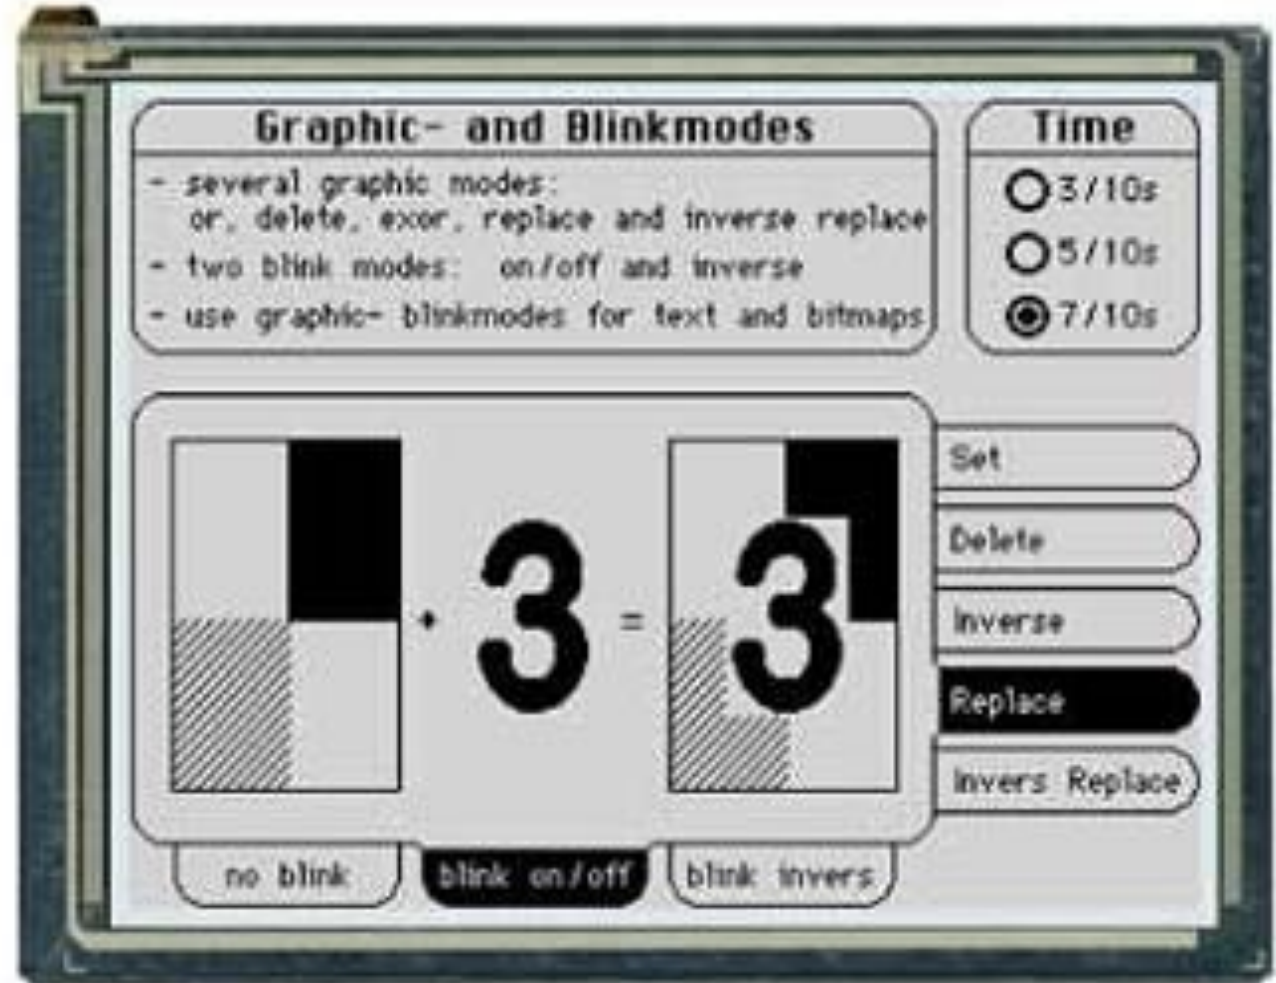 Graphic- and Blinkmodes
- several graphic modes:
or, delete, exor, replace and inverse replace
- two blink modes: on/off and inverse
- use graphic- blinkmodes for text and bitmaps
Time
3/10s
5/10s
7/10s
3
+
=
3
Set
Delete
Inverse
Replace
Invers Replace
no blink
blink on/off
blink invers